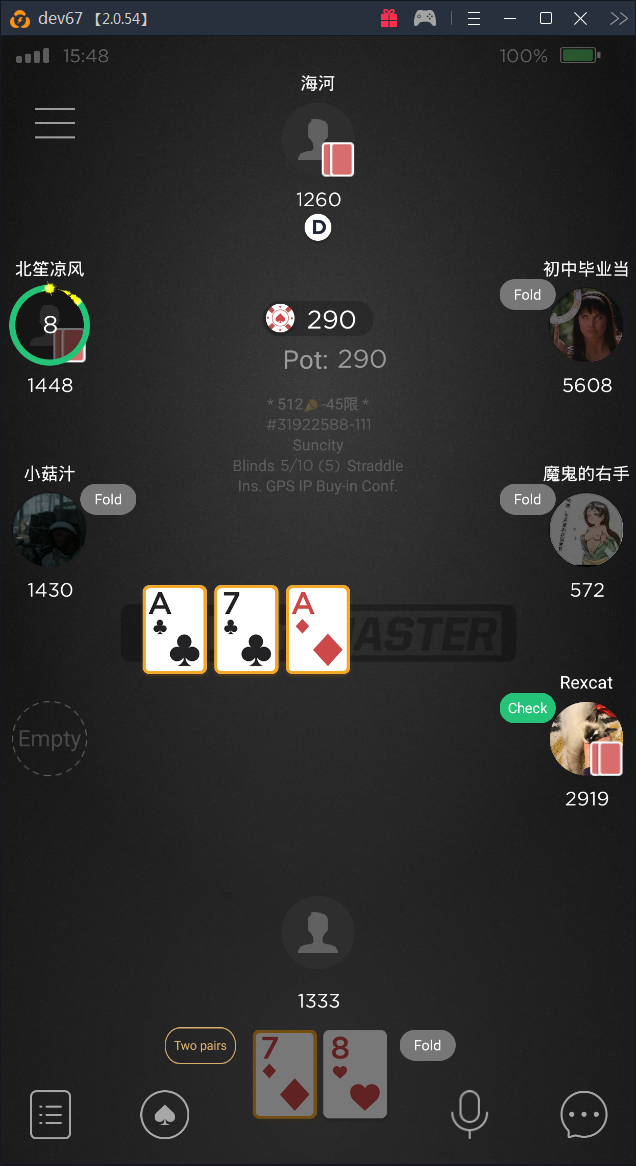 dev67 【2.0.54】
15:48
100%
海河
1260
D
北笙凉风
8
1448
初中毕业当
Fold
5608
290
Pot: 290
* 512🍕-45限 *
#31922588-111
Suncity
Blinds 5/10 (5) Straddle
Ins. GPS IP Buy-in Conf.
小菇汁
Fold
1430
魔鬼的右手
Fold
572
A
7
A
ASTER
Rexcat
Check
2919
Empty
1333
Two pairs
7
8
Fold